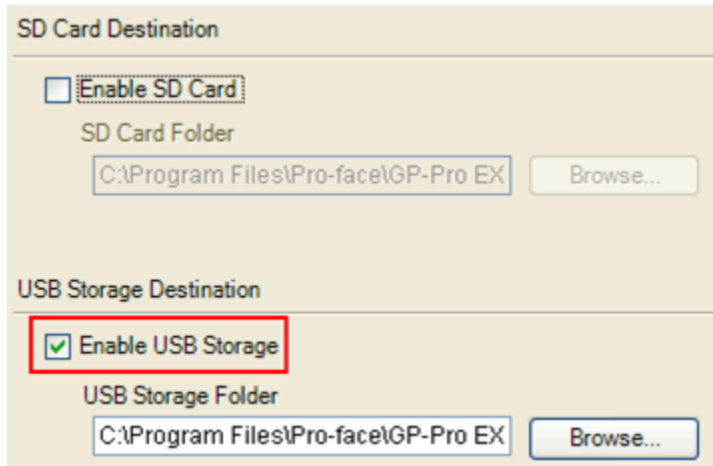 SD Card Destination
Enable SD Card
SD Card Folder
C:\Program Files\Pro-face\GP-Pro EX
Browse...
USB Storage Destination
Enable USB Storage
USB Storage Folder
C:\Program Files\Pro-face\GP-Pro EX
Browse...